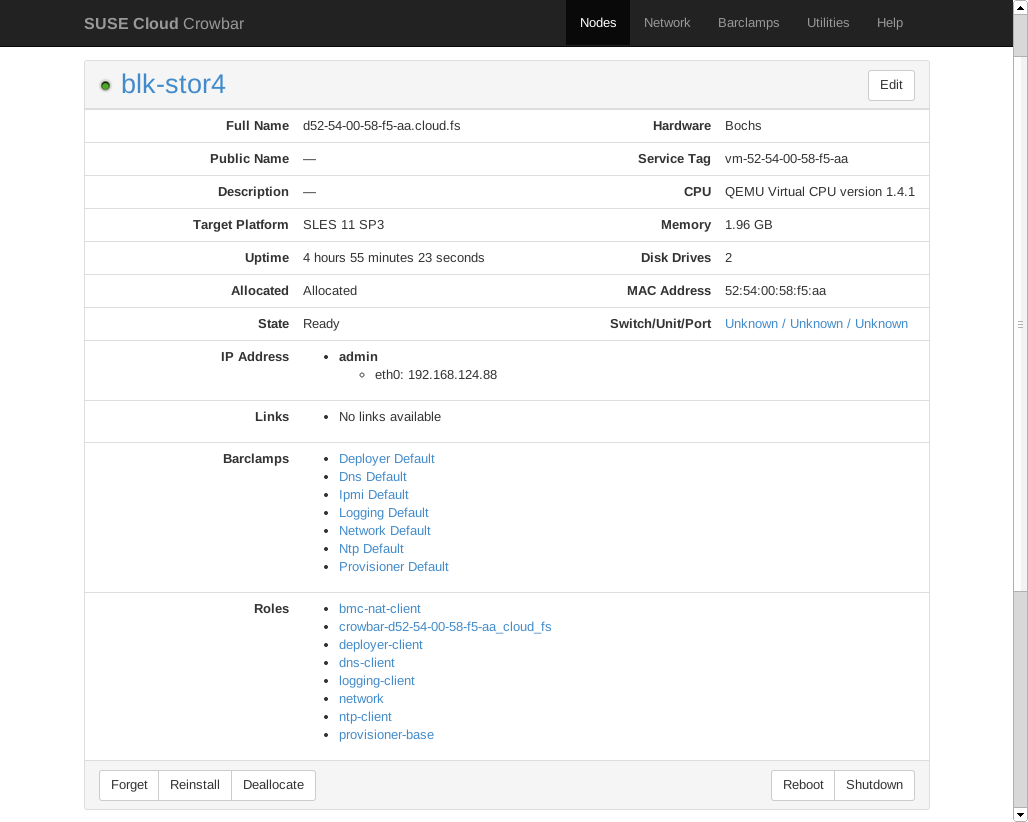 SUSE Cloud Crowbar Nodes Network Barclamps Utilities Help
blk-stor4 Edit
Full Name d52-54-00-58-f5-aa.cloud.fs Hardware Bochs
Public Name — Service Tag vm-52-54-00-58-f5-aa
Description — CPU QEMU Virtual CPU version 1.4.1
Target Platform SLES 11 SP3 Memory 1.96 GB
Uptime 4 hours 55 minutes 23 seconds Disk Drives 2
Allocated Allocated MAC Address 52:54:00:58:f5:aa
State Ready Switch/Unit/Port Unknown / Unknown / Unknown
IP Address • admin
◦ eth0: 192.168.124.88
Links • No links available
Barclamps • Deployer Default
• Dns Default
• Ipmi Default
• Logging Default
• Network Default
• Ntp Default
• Provisioner Default
Roles • bmc-nat-client
• crowbar-d52-54-00-58-f5-aa_cloud_fs
• deployer-client
• dns-client
• logging-client
• network
• ntp-client
• provisioner-base
Forget Reinstall Deallocate Reboot Shutdown